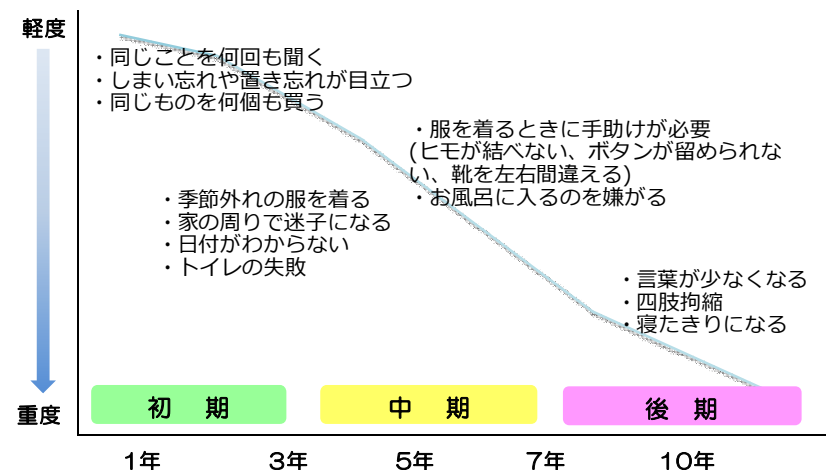 軽度
・同じことを何回も聞く
・しまい忘れや置き忘れが目立つ
・同じものを何個も買う
・服を着るときに手助けが必要
(ヒモが結べない、ボタンが留められな
い、靴を左右間違える)
・お風呂に入るのを嫌がる
・季節外れの服を着る
・家の周りで迷子になる
・日付がわからない
・トイレの失敗
・言葉が少なくなる
・四肢拘縮
・寝たきりになる
重度
初 期
中 期
後 期
1年 3年 5年 7年 10年